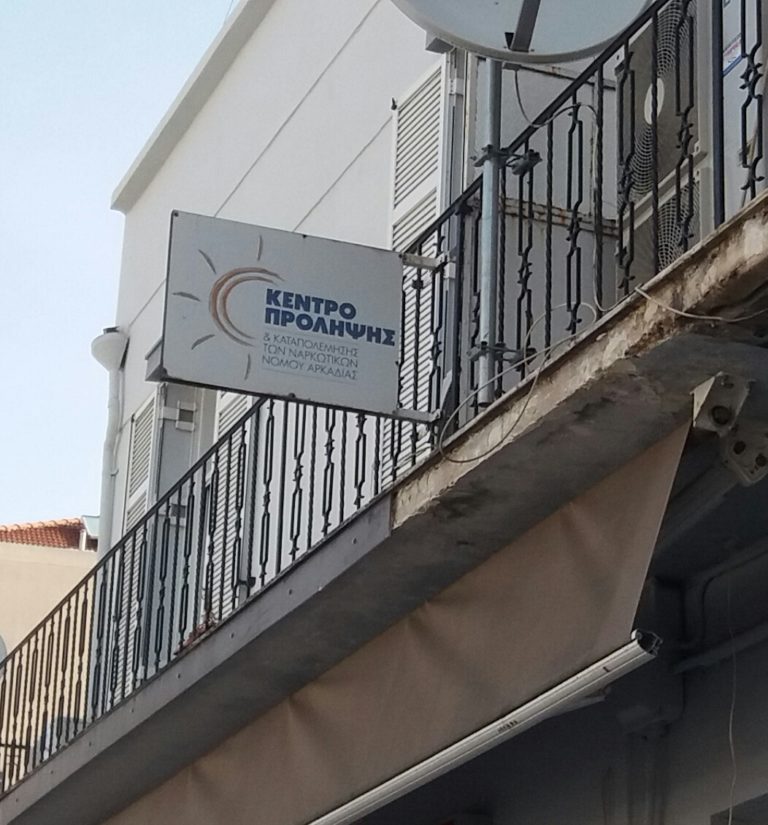 ΚΕΝΤΡΟ
ΠΡΟΛΗΨΗΣ
& ΚΑΤΑΠΟΛΕΜΗΣΗΣ
ΤΩΝ ΝΑΡΚΩΤΙΚΩΝ
ΝΟΜΟΥ ΑΡΚΑΔΙΑΣ